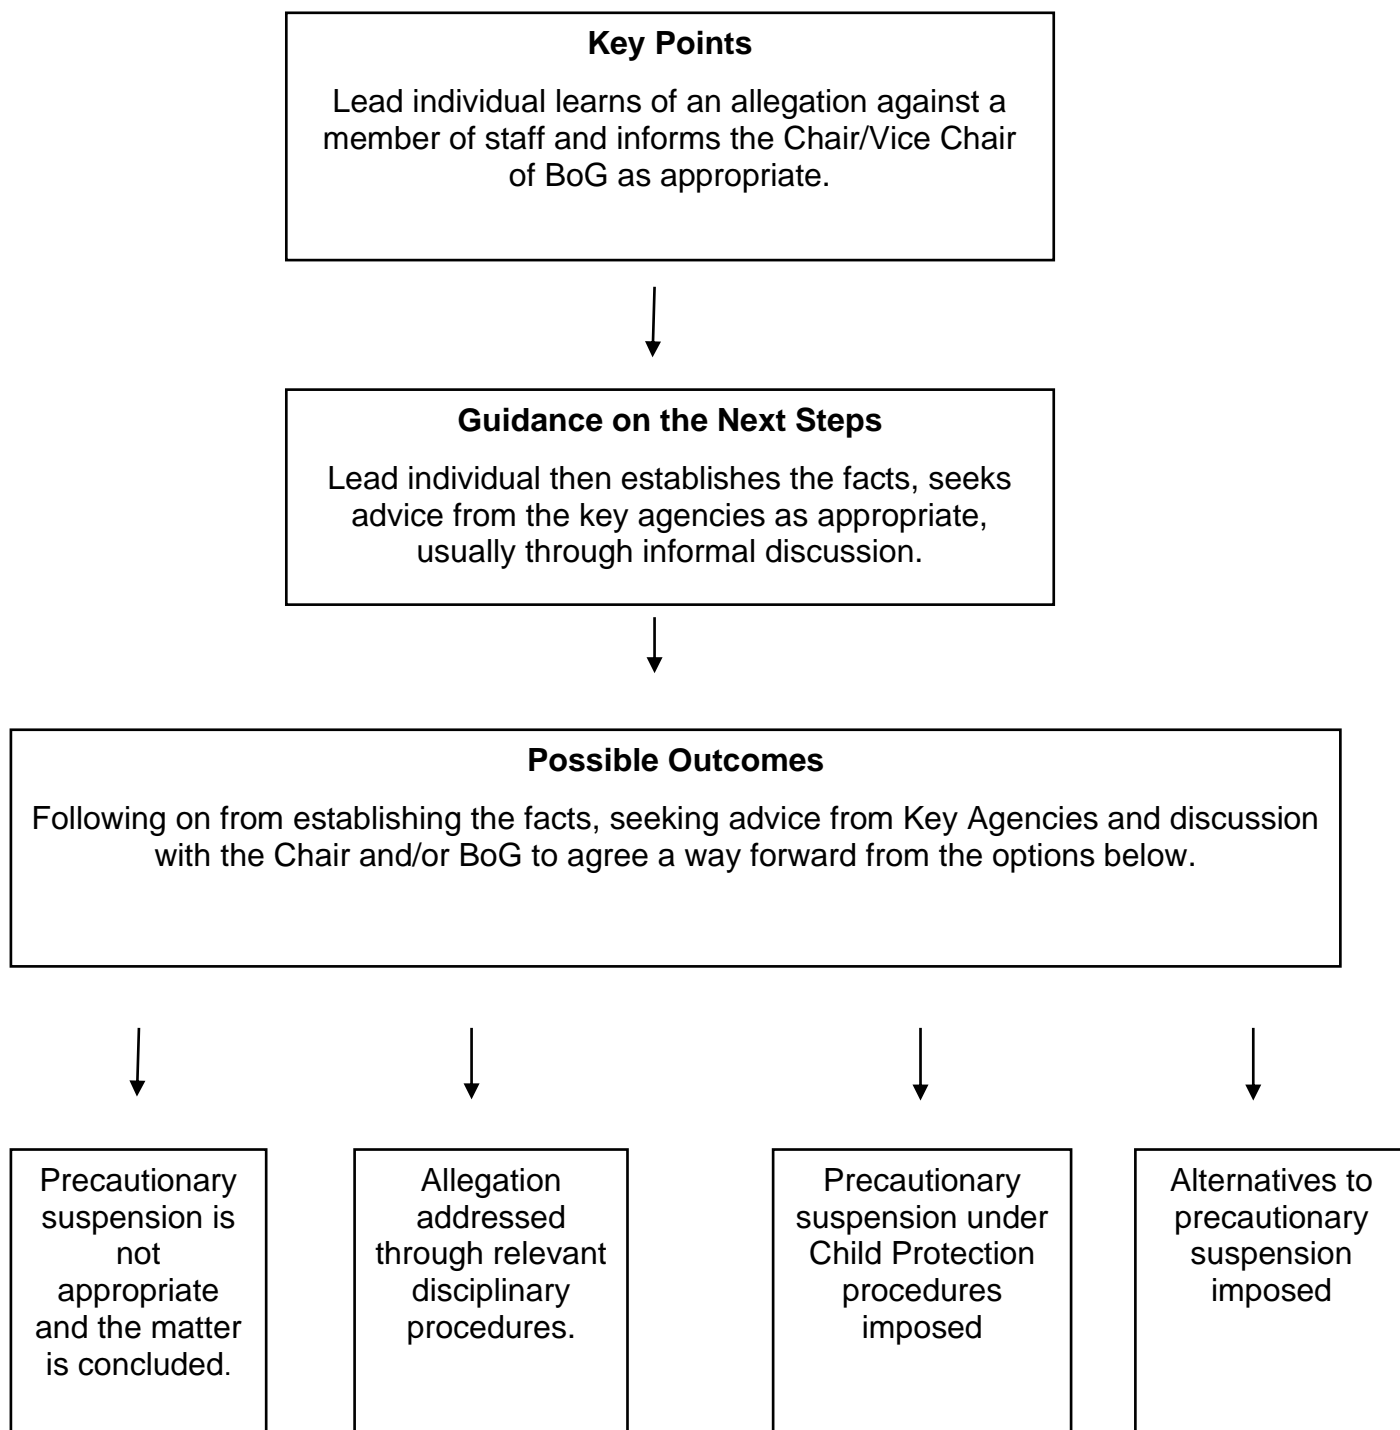 Key Points
Lead individual learns of an allegation against a
member of staff and informs the Chair/Vice Chair
of BoG as appropriate.
Guidance on the Next Steps
Lead individual then establishes the facts, seeks
advice from the key agencies as appropriate,
usually through informal discussion.
Possible Outcomes
Following on from establishing the facts, seeking advice from Key Agencies and discussion
with the Chair and/or BoG to agree a way forward from the options below.
Precautionary
suspension is
not
appropriate
and the matter
is concluded.
Allegation
addressed
through relevant
disciplinary
procedures.
Precautionary
suspension under
Child Protection
procedures
imposed
Alternatives to
precautionary
suspension
imposed